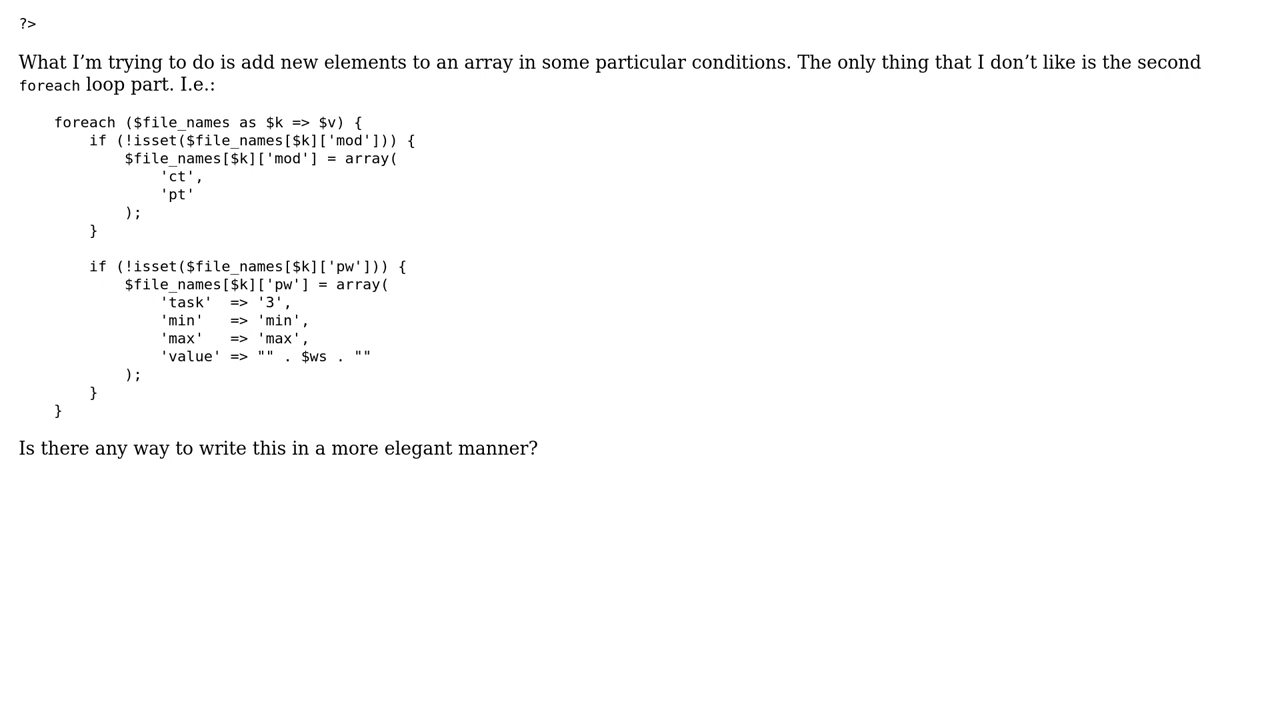 ?>
What I’m trying to do is add new elements to an array in some particular conditions. The only thing that I don’t like is the second
foreach loop part. I.e.:
    foreach ($file_names as $k => $v) {
        if (!isset($file_names[$k]['mod'])) {
            $file_names[$k]['mod'] = array(
                'ct',
                'pt'
            );
        }

        if (!isset($file_names[$k]['pw'])) {
            $file_names[$k]['pw'] = array(
                'task'  => '3',
                'min'   => 'min',
                'max'   => 'max',
                'value' => "" . $ws . ""
            );
        }
    }
Is there any way to write this in a more elegant manner?